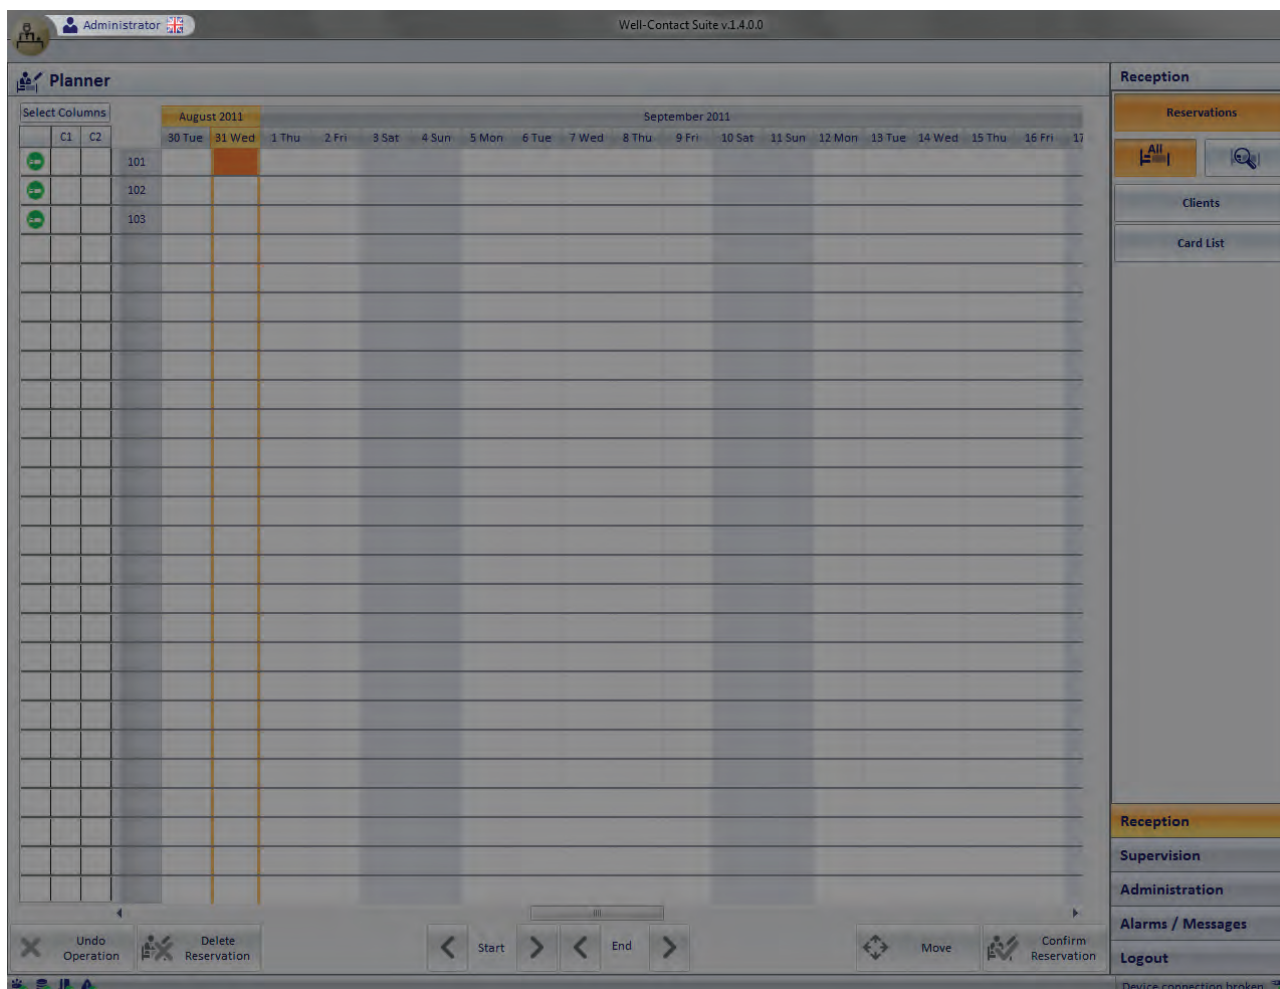 Administrator
Well-Contact Suite v.1.4.0.0
Planner
Reception
Select Columns
August 2011
September 2011
Reservations
C1 C2
30 Tue 31 Wed 1 Thu 2 Fri 3 Sat 4 Sun 5 Mon 6 Tue 7 Wed 8 Thu 9 Fri 10 Sat 11 Sun 12 Mon 13 Tue 14 Wed 15 Thu 16 Fri 17
All
101
102
103
Clients
Card List
Reception
Supervision
Administration
Alarms / Messages
Logout
Undo
Operation
Delete
Reservation
Start
End
Move
Confirm
Reservation
Device connection broken